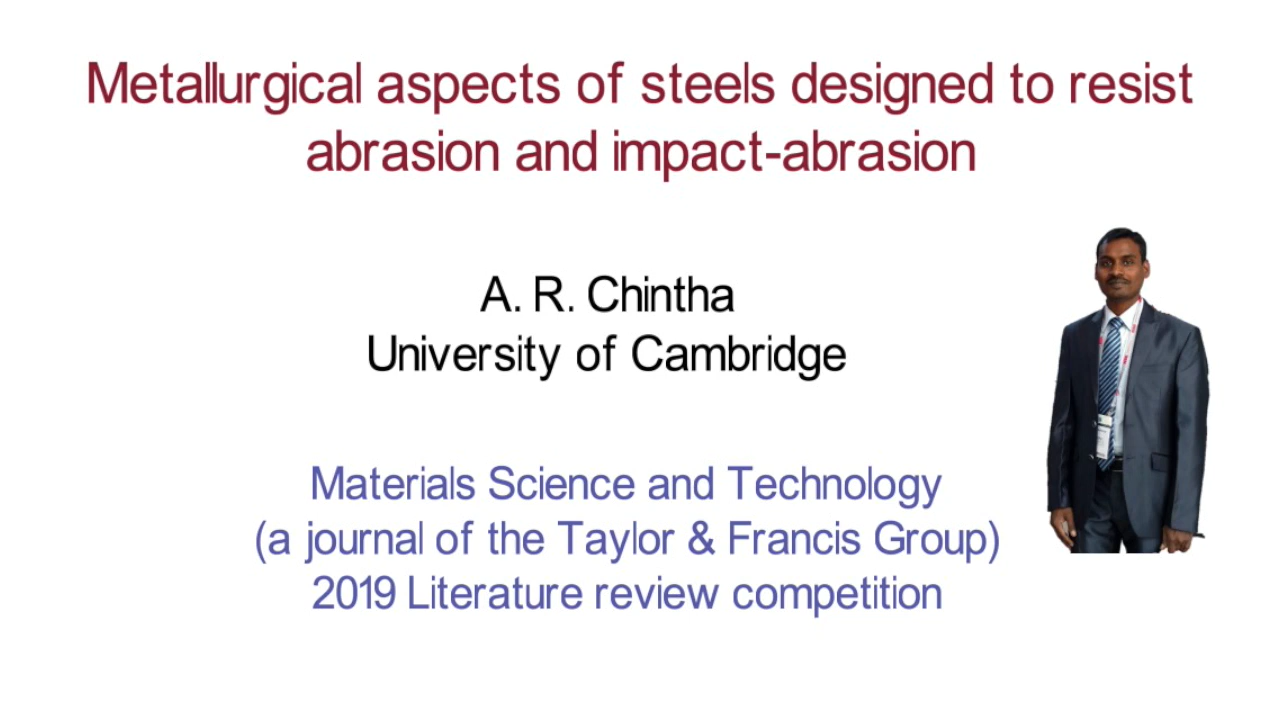 Metallurgical aspects of steels designed to resist
abrasion and impact-abrasion
A. R. Chintha
University of Cambridge
Materials Science and Technology
(a journal of the Taylor & Francis Group)
2019 Literature review competition